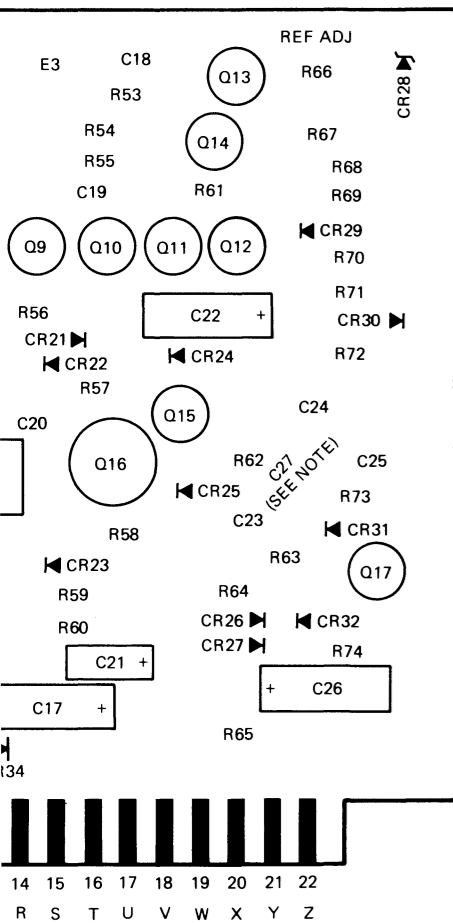 REF ADJ
E3 C18 Q13 R66 CR28
R53
R54 Q14 R67
R55 R68
C19 R61 R69
CR29
Q9 Q10 Q11 Q12 R70
R71
R56 C22 + CR30
CR21
CR22 CR24 R72
R57
C20 Q15 C24
Q16 R62 C27 C25
(SEE NOTE)
CR25 R73
C23
R58 CR31
R63
CR23 Q17
R59 R64
R60 CR26 CR32
CR27
C21 + R74
C17 + + C26
R65
R34
14 15 16 17 18 19 20 21 22
R S T U V W X Y Z